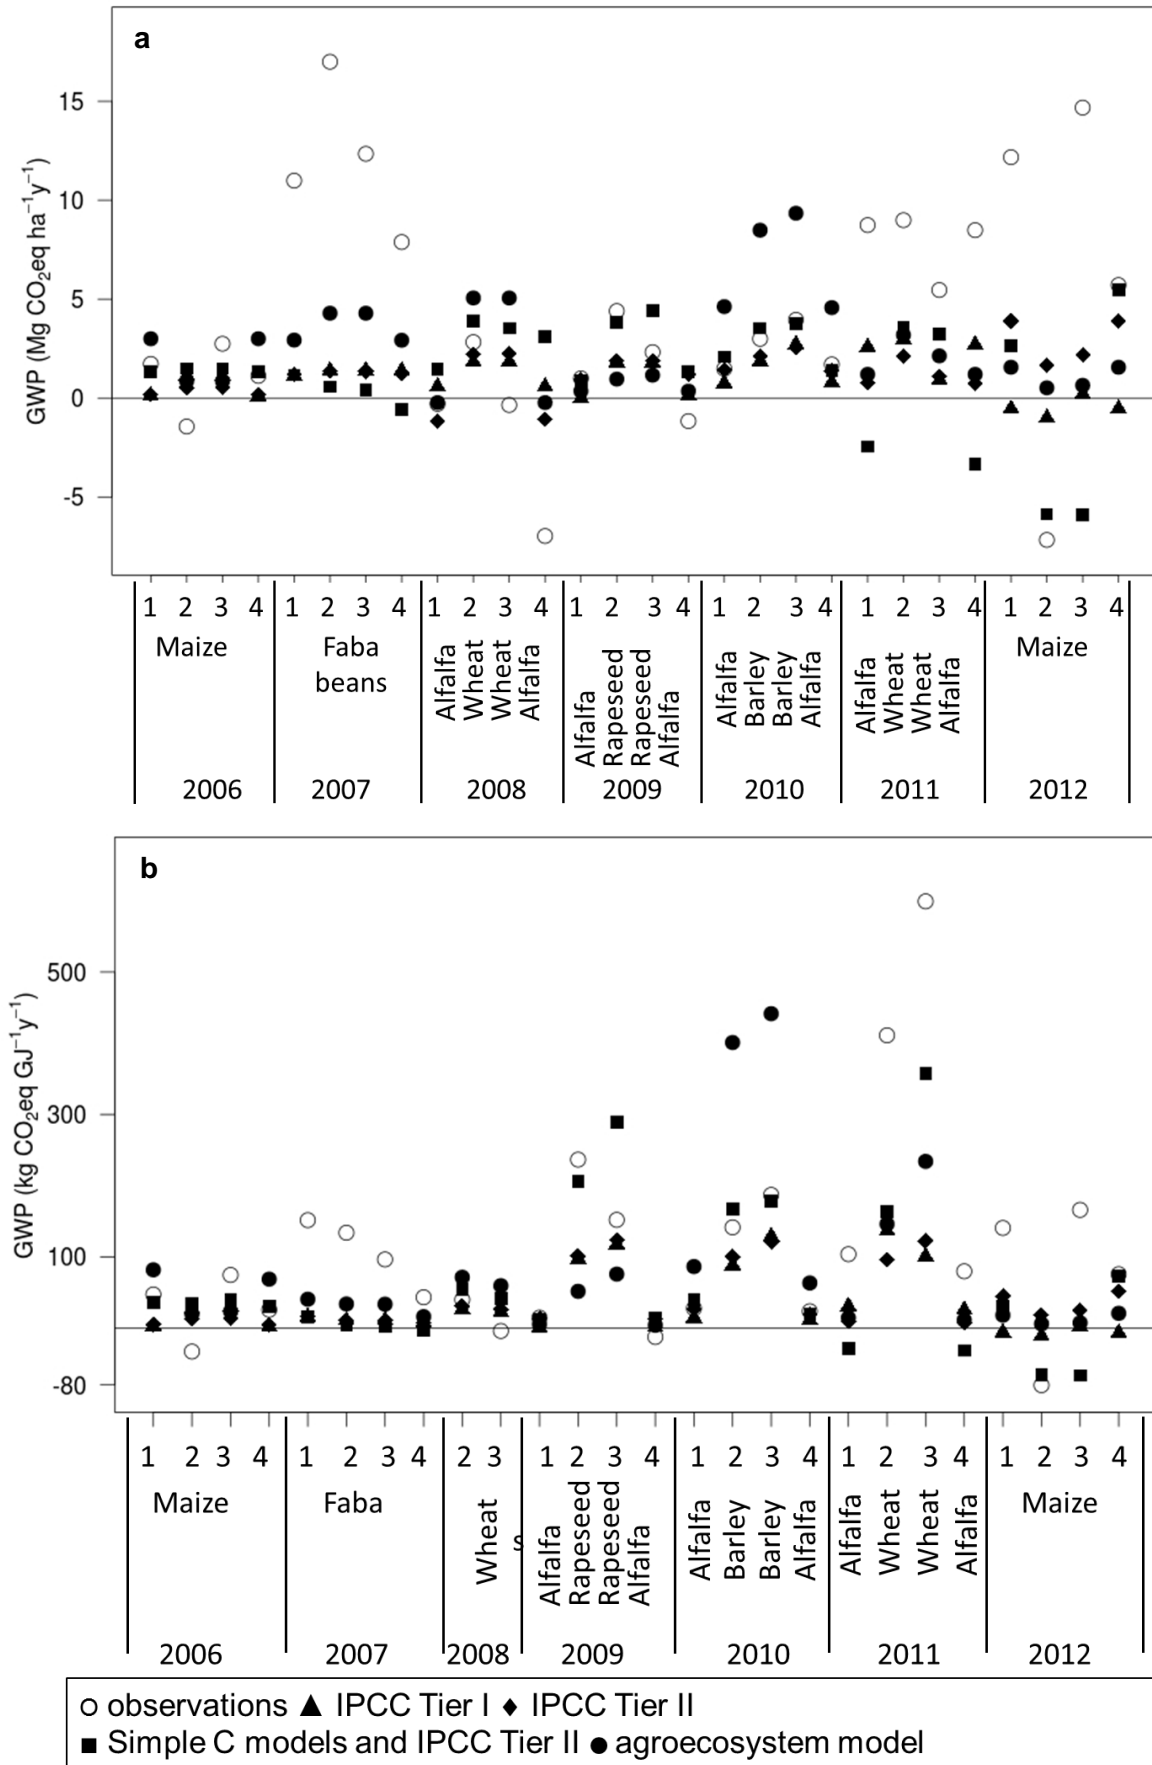 a
GWP (Mg CO₂eq ha⁻¹y⁻¹)
15
10
5
0
-5
1 2 3 4 1 2 3 4 1 2 3 4 1 2 3 4 1 2 3 4 1 2 3 4 1 2 3 4
Maize
Faba
beans
Alfalfa
Wheat
Wheat
Alfalfa
Alfalfa
Rapeseed
Rapeseed
Alfalfa
Alfalfa
Barley
Barley
Alfalfa
Alfalfa
Wheat
Wheat
Alfalfa
Maize
2006 2007 2008 2009 2010 2011 2012
b
GWP (kg CO₂eq GJ⁻¹y⁻¹)
500
300
100
-80
1 2 3 4 1 2 3 4 2 3 1 2 3 4 1 2 3 4 1 2 3 4 1 2 3 4
Maize
Faba
Wheat
s
Alfalfa
Rapeseed
Rapeseed
Alfalfa
Alfalfa
Barley
Barley
Alfalfa
Alfalfa
Wheat
Wheat
Alfalfa
Maize
2006 2007 2008 2009 2010 2011 2012
observations IPCC Tier I IPCC Tier II
Simple C models and IPCC Tier II agroecosystem model